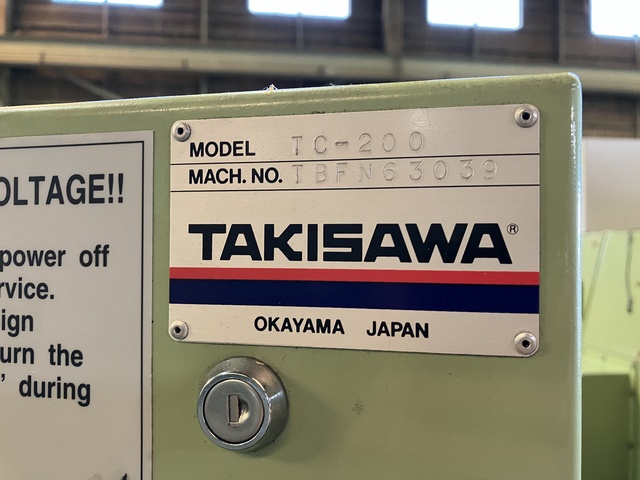 MODEL TC-200
MACH. NO. TBFN63039
TAKISAWA®
OKAYAMA JAPAN
OLTAGE!!
power off
rvice.
ign
urn the
' during